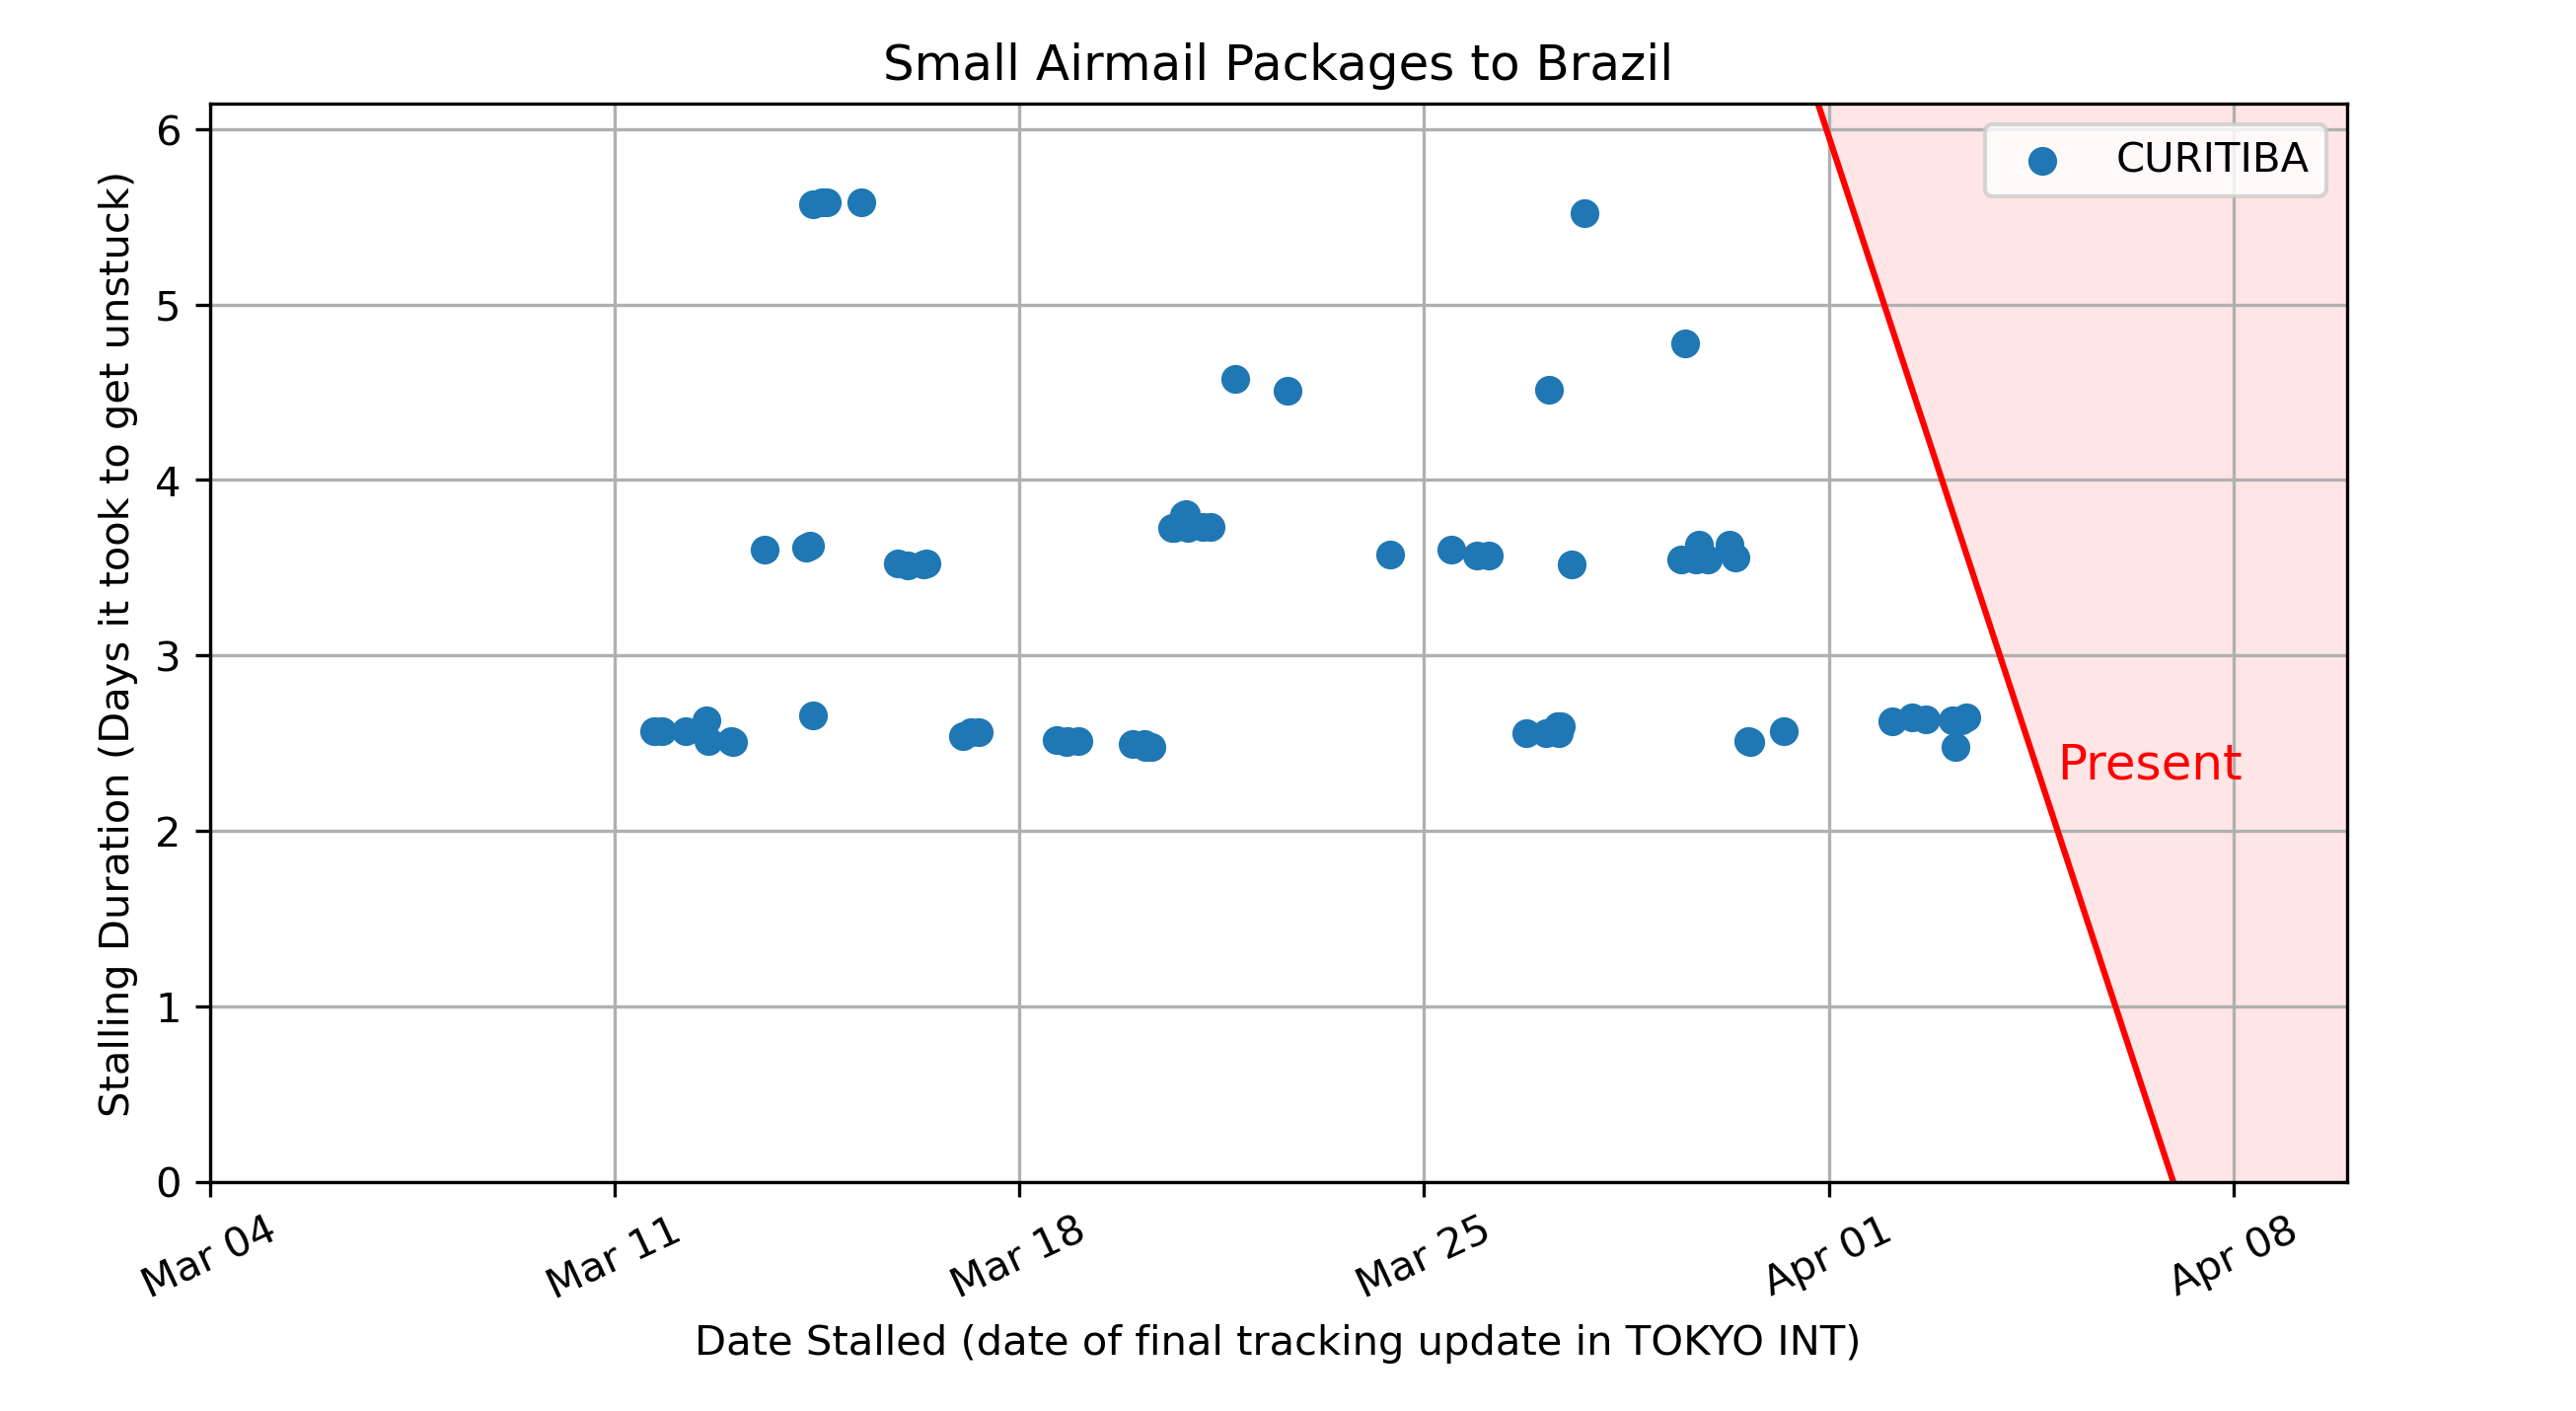 Small Airmail Packages to Brazil
Stalling Duration (Days it took to get unstuck)
6
5
4
3
2
1
0
CURITIBA
Present
Mar 04
Mar 11
Mar 18
Mar 25
Apr 01
Apr 08
Date Stalled (date of final tracking update in TOKYO INT)